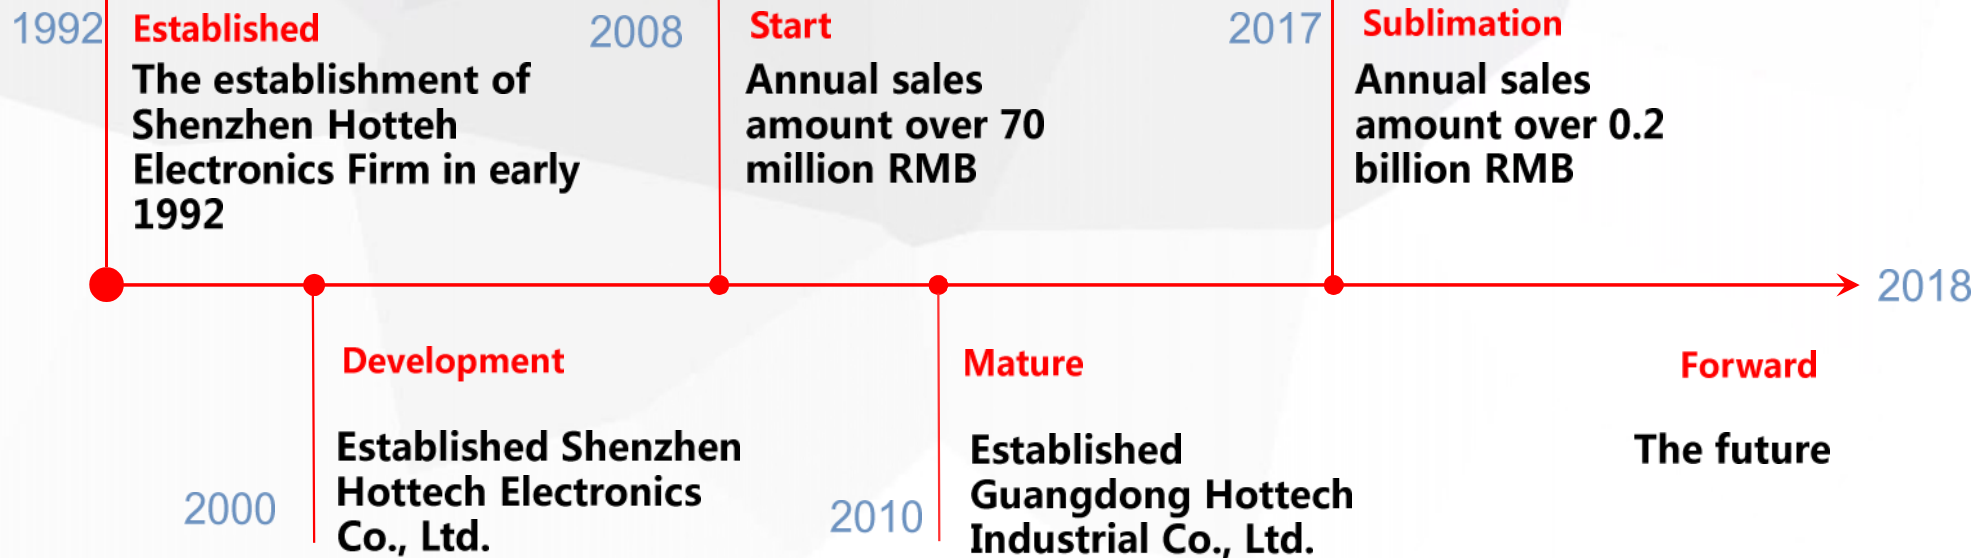 1992
Established
The establishment of
Shenzhen Hotteh
Electronics Firm in early
1992
2008
Start
Annual sales
amount over 70
million RMB
2017
Sublimation
Annual sales
amount over 0.2
billion RMB
2018
2000
Development
Established Shenzhen
Hottech Electronics
Co., Ltd.
2010
Mature
Established
Guangdong Hottech
Industrial Co., Ltd.
Forward
The future